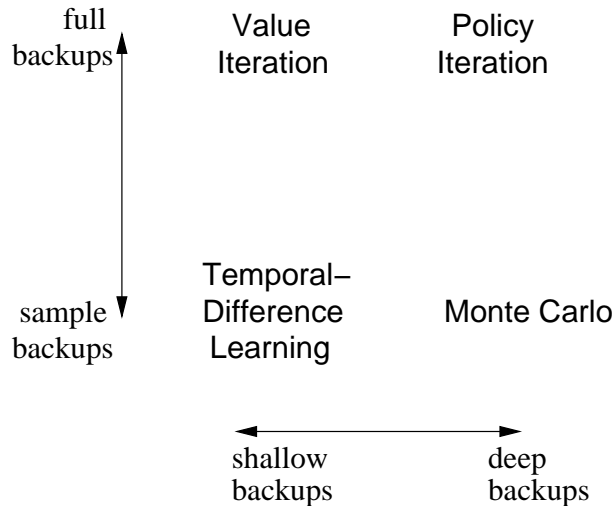 full
backups
Value
Iteration
Policy
Iteration
sample
backups
Temporal–
Difference
Learning
Monte Carlo
shallow
backups
deep
backups